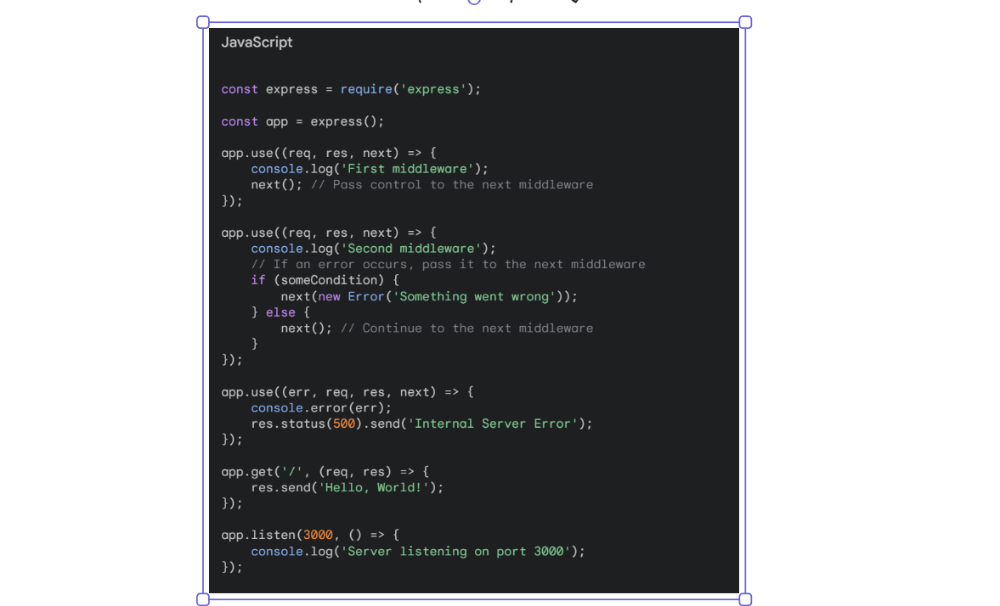 JavaScript
const express = require('express');
const app = express();
app.use((req, res, next) => {
    console.log('First middleware');
    next(); // Pass control to the next middleware
});
app.use((req, res, next) => {
    console.log('Second middleware');
    // If an error occurs, pass it to the next middleware
    if (someCondition) {
        next(new Error('Something went wrong'));
    } else {
        next(); // Continue to the next middleware
    }
});
app.use((err, req, res, next) => {
    console.error(err);
    res.status(500).send('Internal Server Error');
});
app.get('/', (req, res) => {
    res.send('Hello, World!');
});
app.listen(3000, () => {
    console.log('Server listening on port 3000');
});